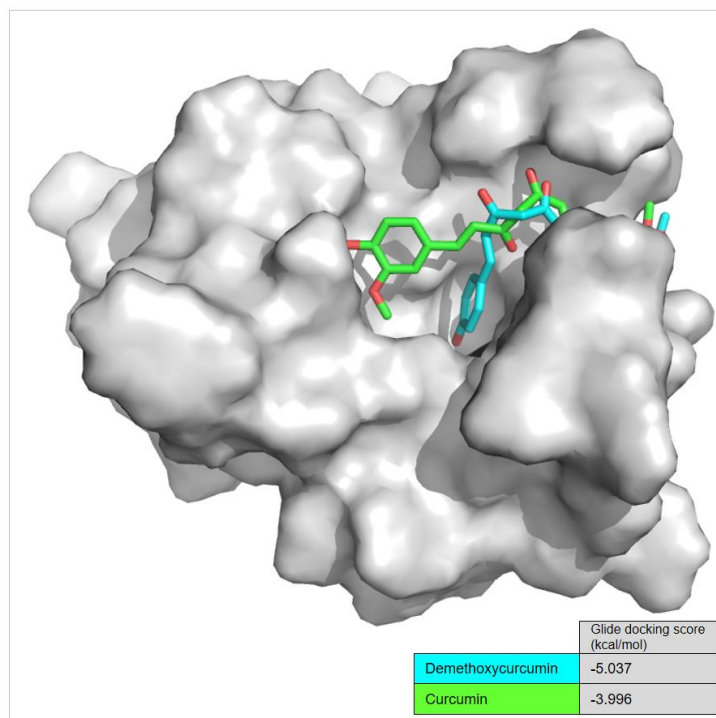 Glide docking score
(kcal/mol)
Demethoxycurcumin -5.037
Curcumin -3.996